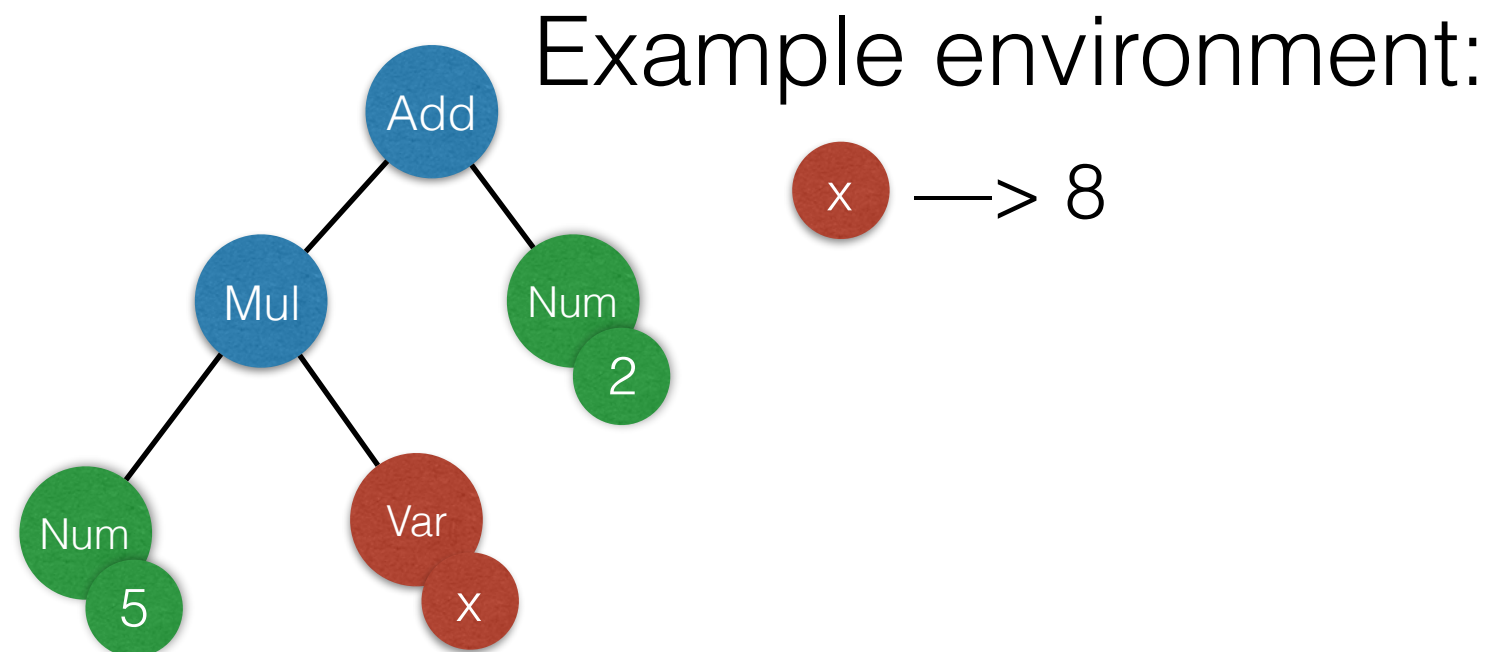 Example environment:
Add
x —> 8
Mul
Num
2
Num
5
Var
x